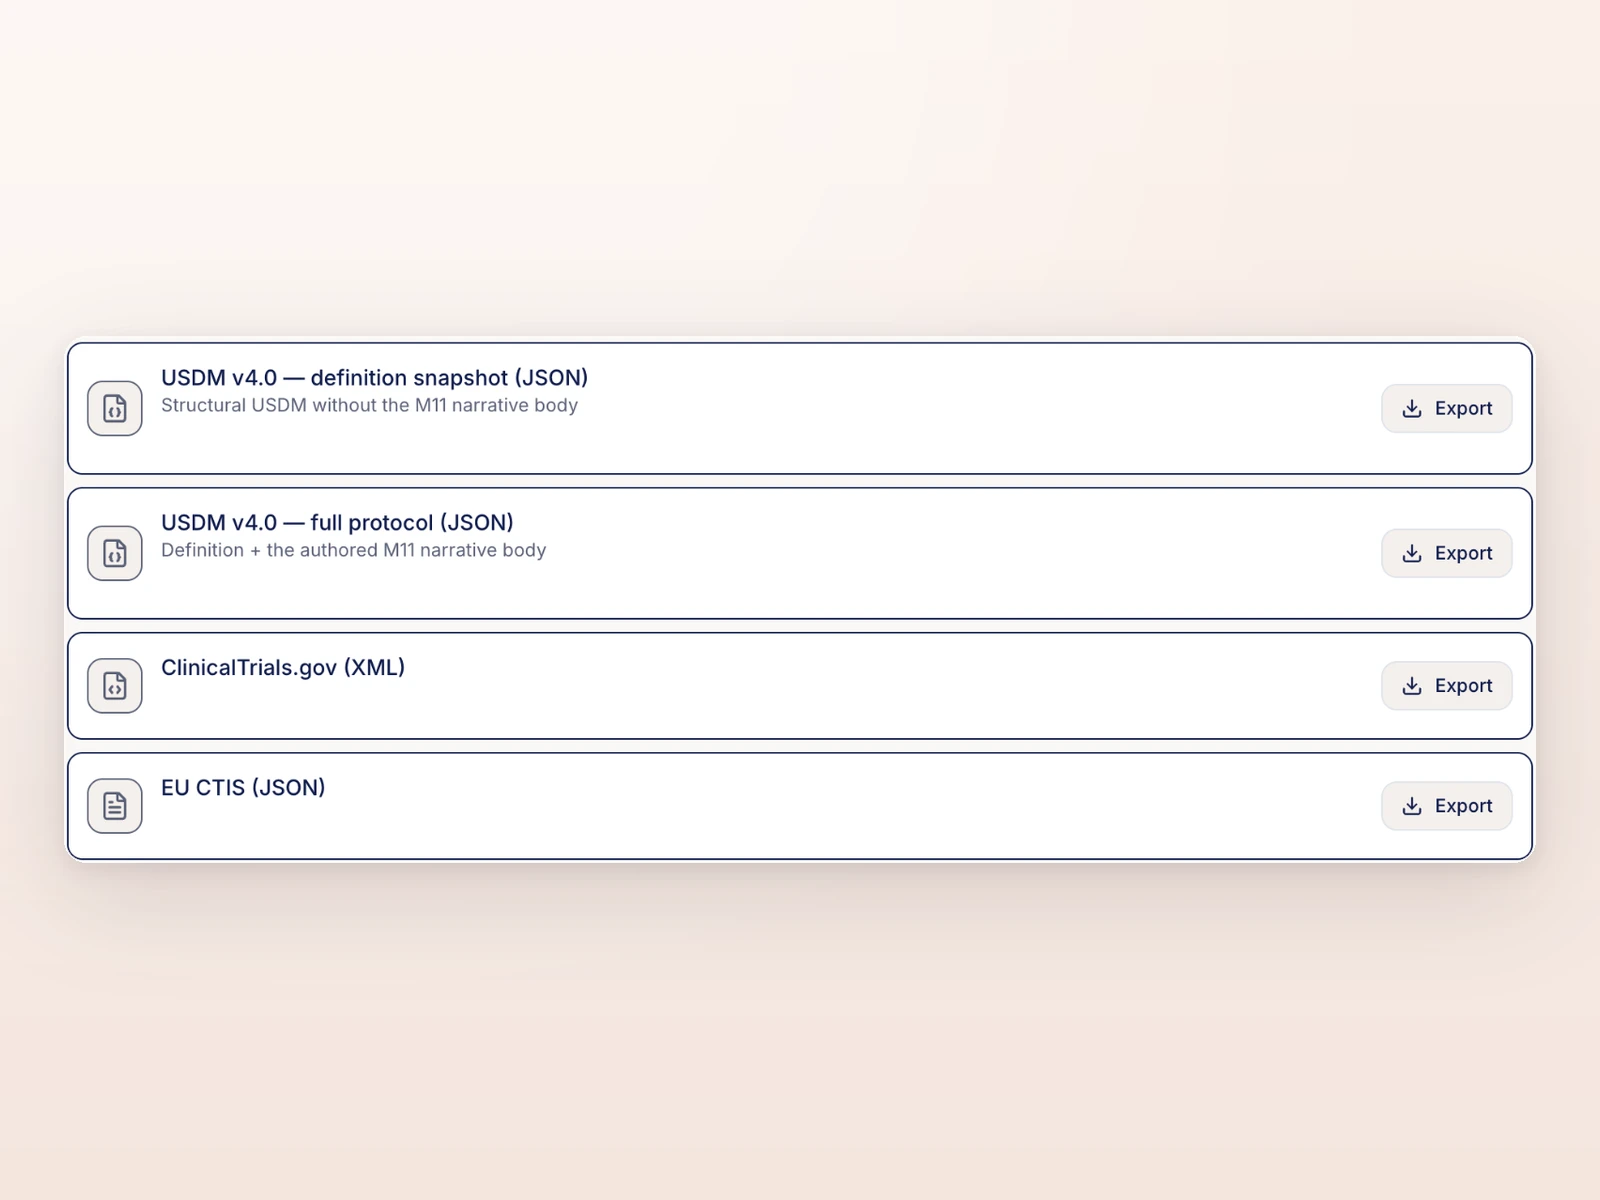 USDM v4.0 — definition snapshot (JSON)
Structural USDM without the M11 narrative body
Export
USDM v4.0 — full protocol (JSON)
Definition + the authored M11 narrative body
Export
ClinicalTrials.gov (XML)
Export
EU CTIS (JSON)
Export